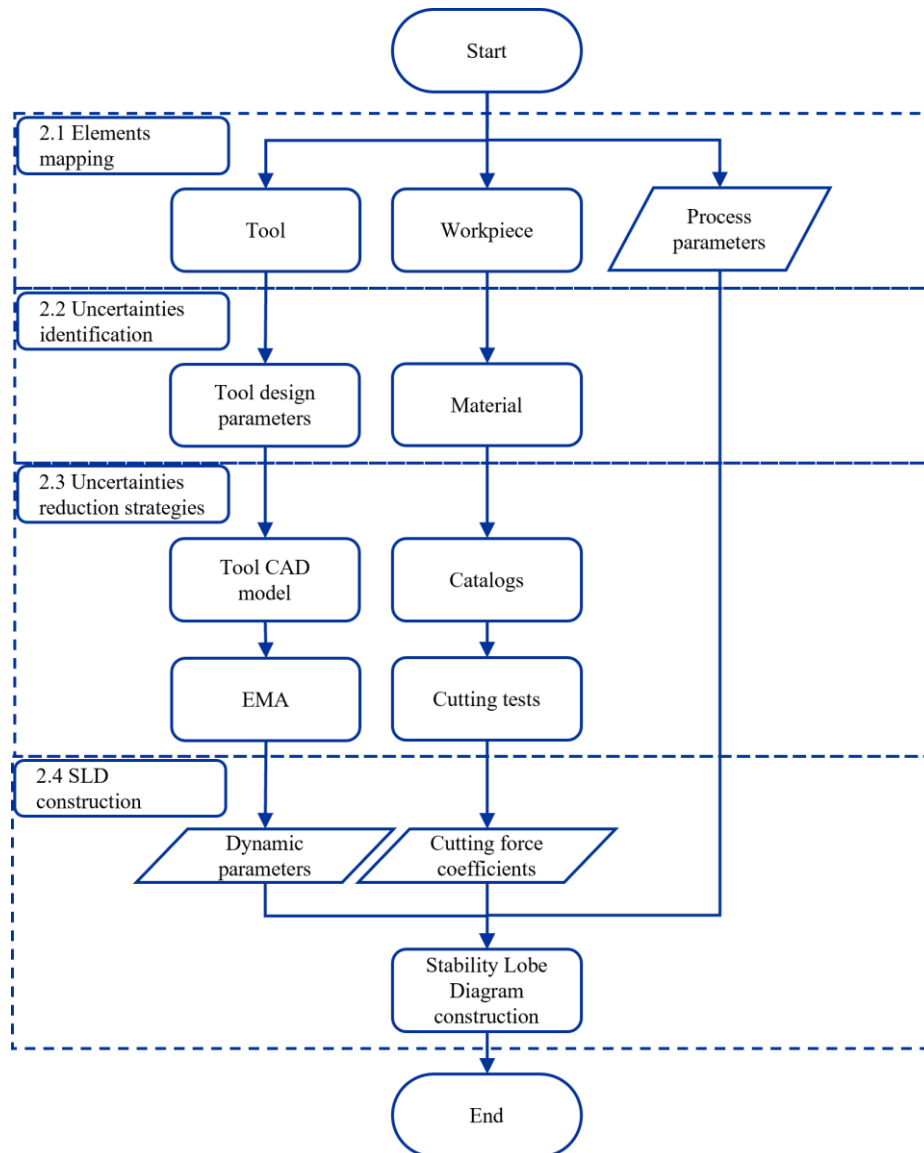 Start
2.1 Elements
mapping
Tool
Workpiece
Process
parameters
2.2 Uncertainties
identification
Tool design
parameters
Material
2.3 Uncertainties
reduction strategies
Tool CAD
model
Catalogs
EMA
Cutting tests
2.4 SLD
construction
Dynamic
parameters
Cutting force
coefficients
Stability Lobe
Diagram
construction
End